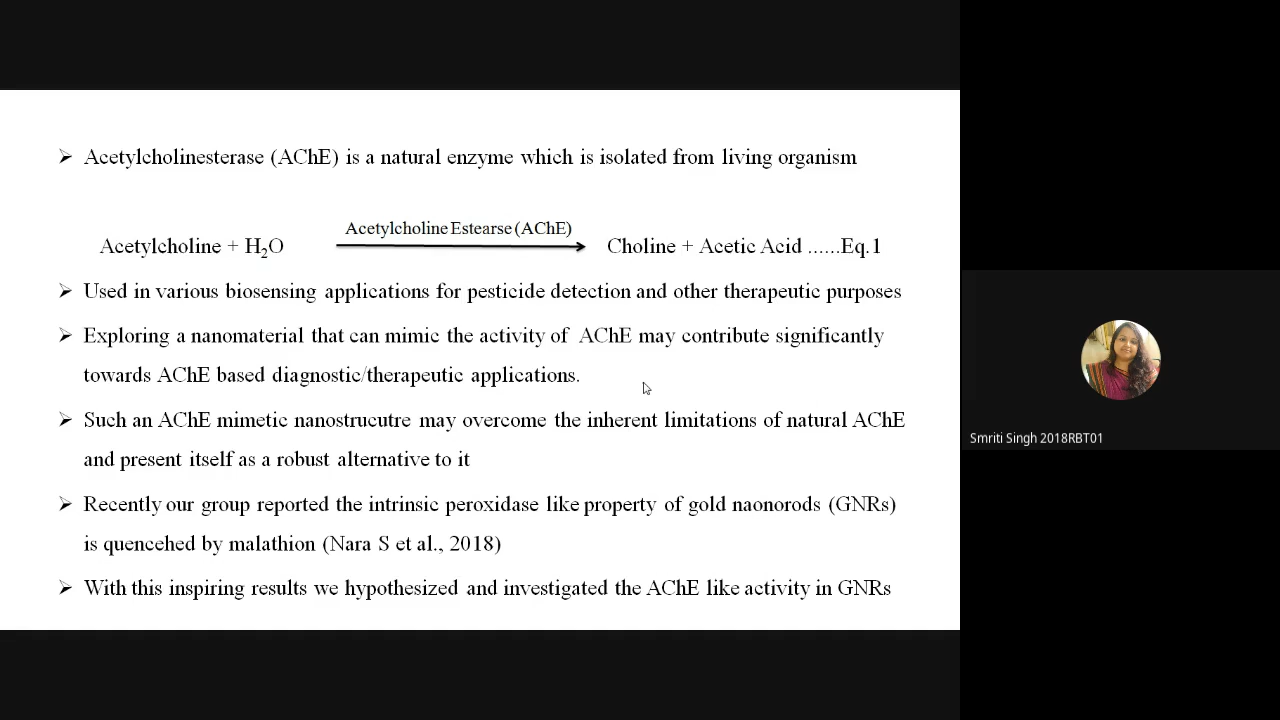 ➢ Acetylcholinesterase (AChE) is a natural enzyme which is isolated from living organism
Acetylcholine Estearse (AChE)
Acetylcholine + H₂O Choline + Acetic Acid ......Eq.1
➢ Used in various biosensing applications for pesticide detection and other therapeutic purposes
➢ Exploring a nanomaterial that can mimic the activity of AChE may contribute significantly
towards AChE based diagnostic/therapeutic applications.
➢ Such an AChE mimetic nanostrucutre may overcome the inherent limitations of natural AChE
and present itself as a robust alternative to it
➢ Recently our group reported the intrinsic peroxidase like property of gold naonorods (GNRs)
is quencehed by malathion (Nara S et al., 2018)
➢ With this inspiring results we hypothesized and investigated the AChE like activity in GNRs
Smriti Singh 2018RBT01